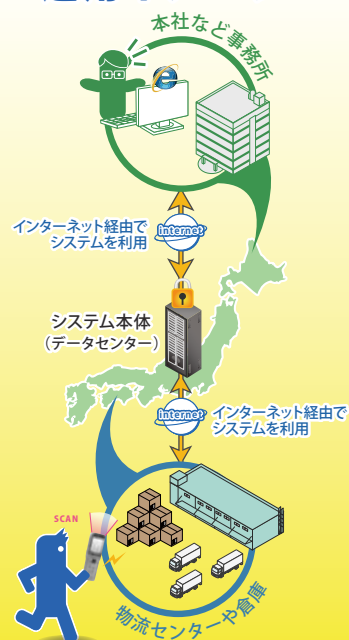 本社など事務所
インターネット経由で
システムを利用
internet
システム本体
(データセンター)
internet
インターネット経由で
システムを利用
SCAN
物流センターや倉庫